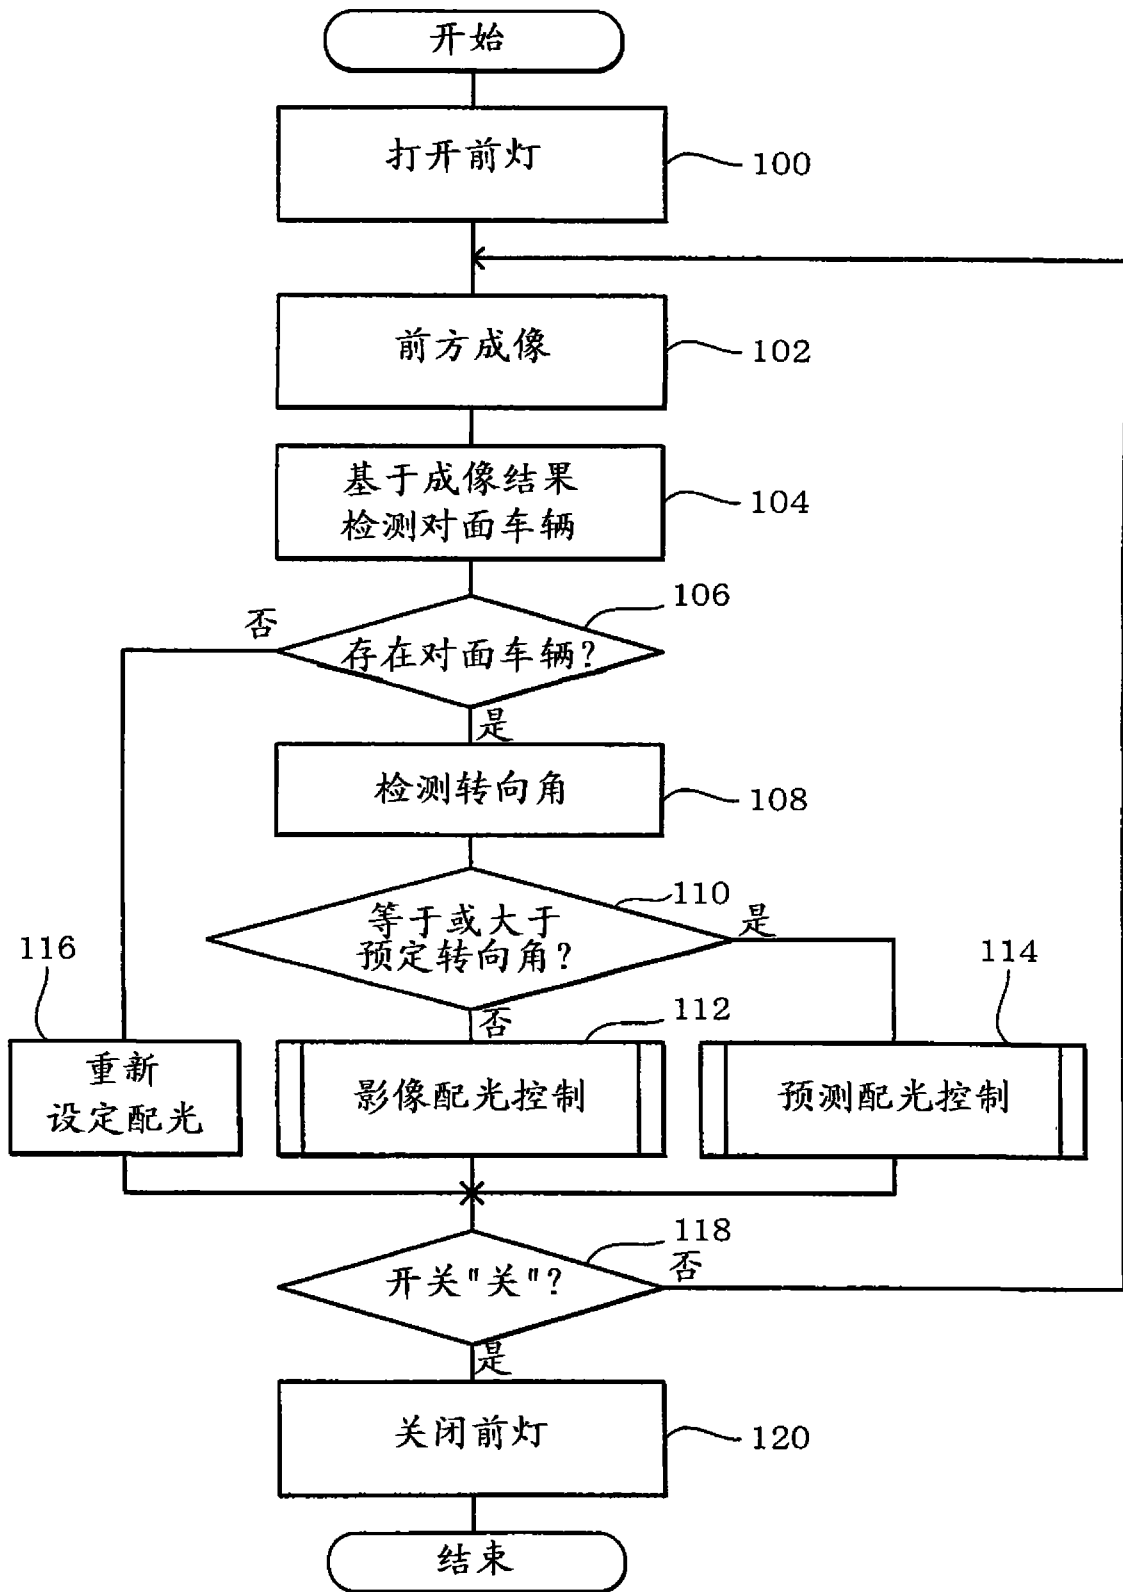 开始
打开前灯
100
前方成像
102
基于成像结果
检测对面车辆
104
106
否
存在对面车辆?
是
检测转向角
108
110
等于或大于
预定转向角?
是
116
114
否
112
重新
设定配光
影像配光控制
预测配光控制
118
开关"关"?
否
是
关闭前灯
120
结束